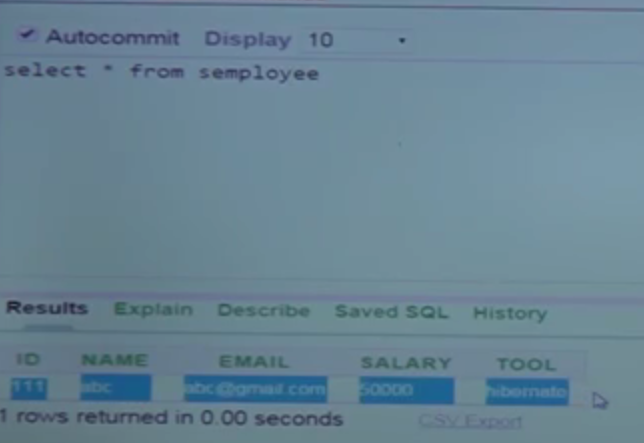 Autocommit Display 10
select * from semployee
Results Explain Describe Saved SQL History
ID NAME EMAIL SALARY TOOL
111 abc abc@gmail.com 50000 hibernate
1 rows returned in 0.00 seconds CSV Export